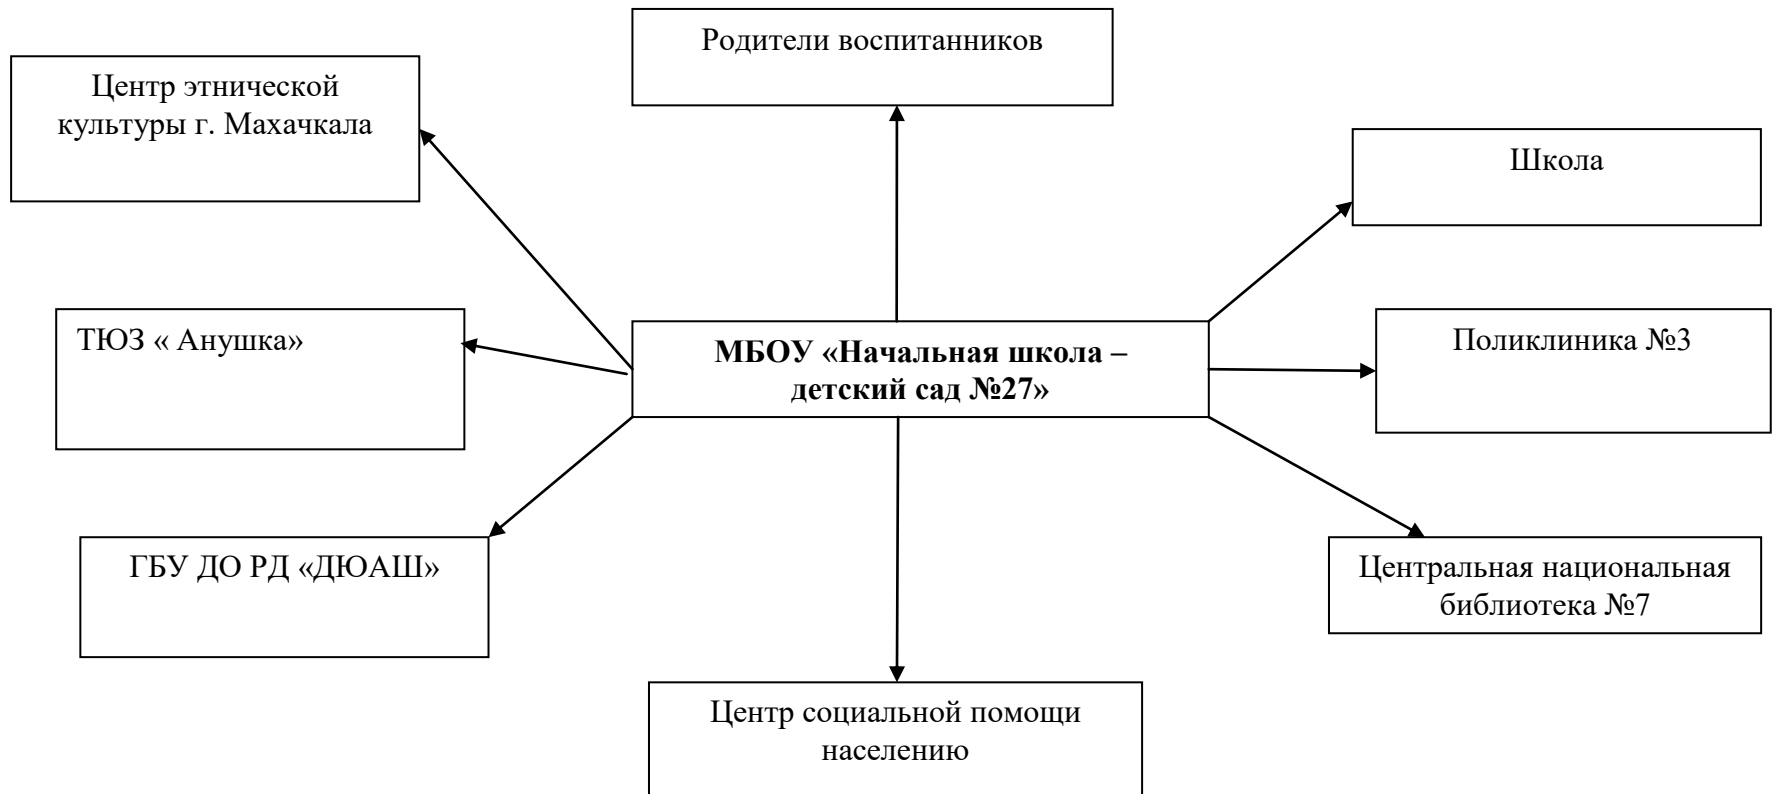 Родители воспитанников
Центр этнической
культуры г. Махачкала
Школа
ТЮЗ « Анушка»
МБОУ «Начальная школа –
детский сад №27»
Поликлиника №3
ГБУ ДО РД «ДЮАШ»
Центральная национальная
библиотека №7
Центр социальной помощи
населению